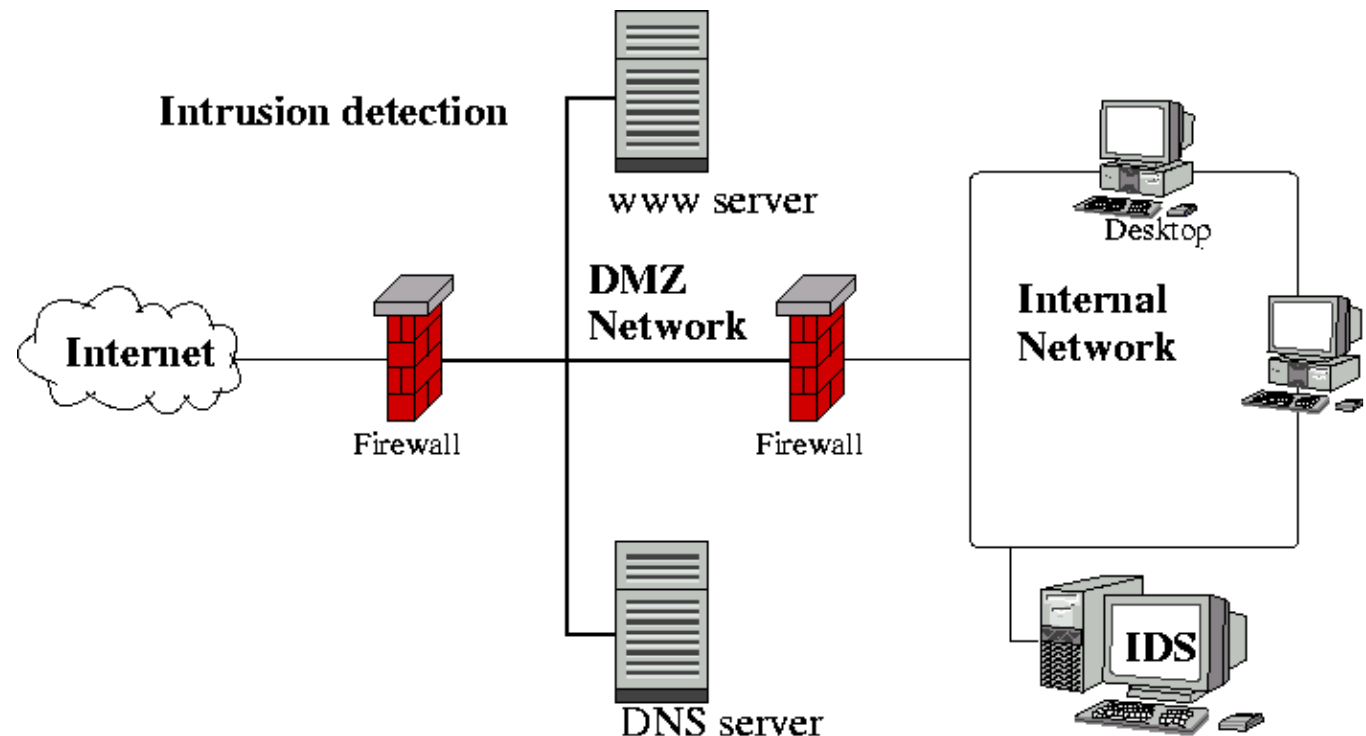 Intrusion detection
www server
DMZ
Network
Desktop
Internal
Network
Internet
Firewall
Firewall
IDS
DNS server